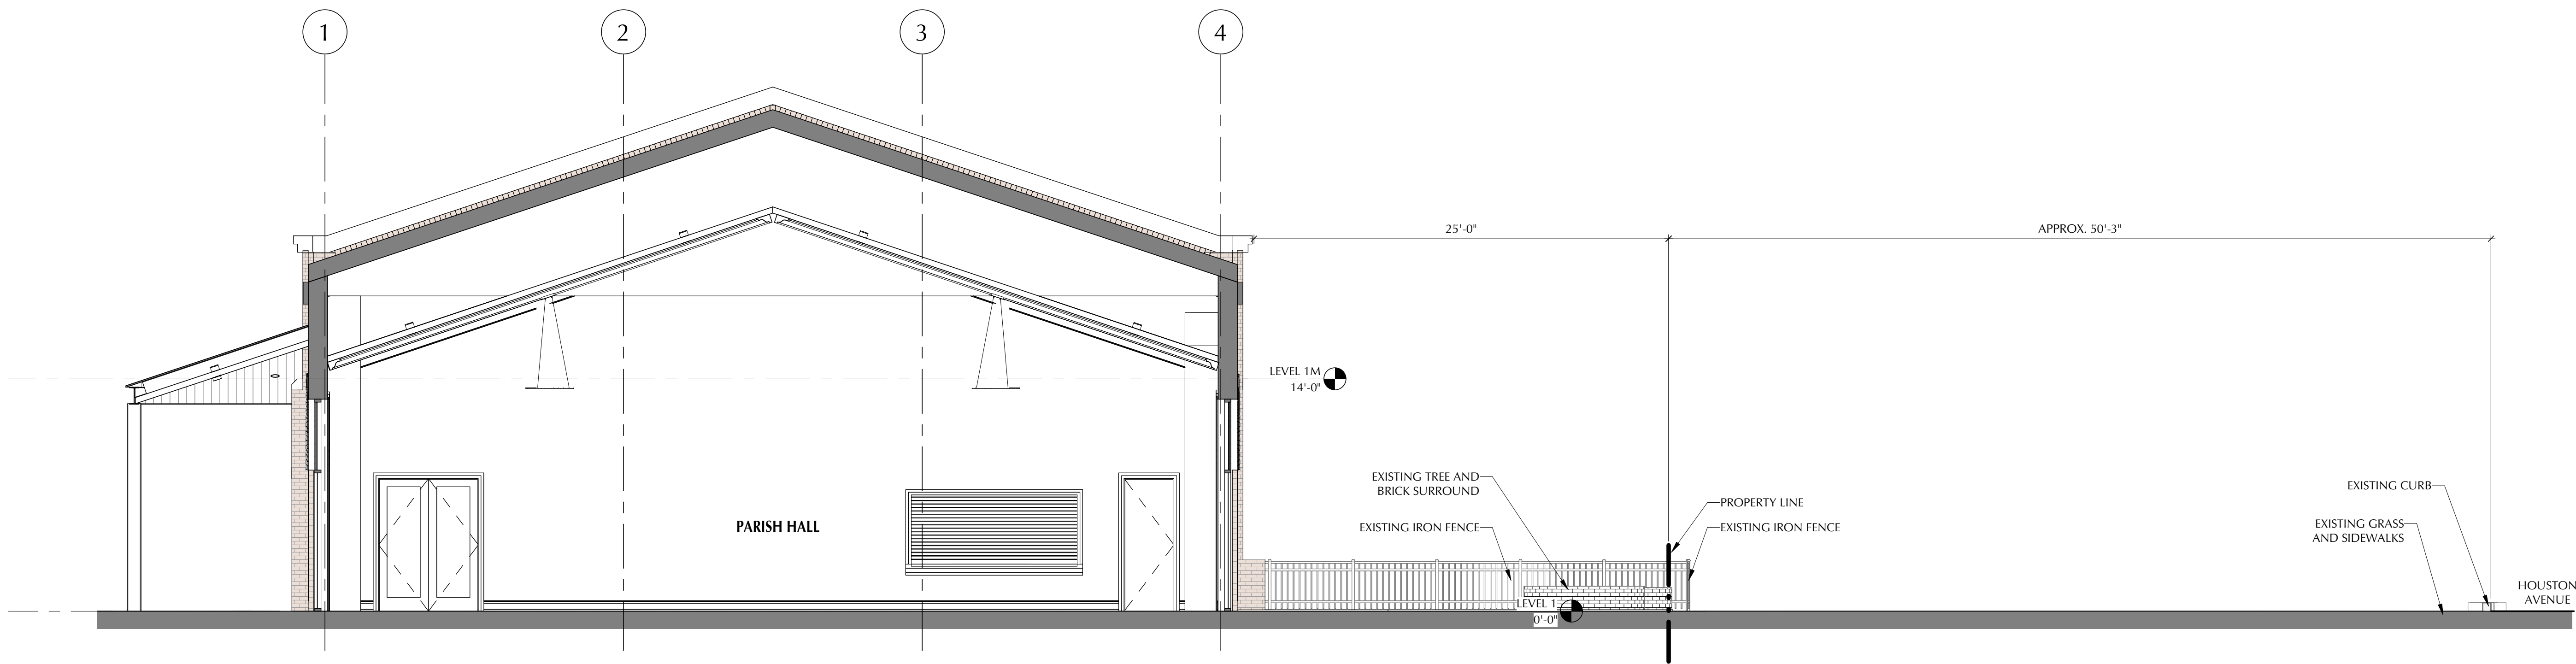 1
2
3
4
25'-0"
APPROX. 50'-3"
LEVEL 1M
14'-0"
EXISTING TREE AND
BRICK SURROUND
EXISTING IRON FENCE
PROPERTY LINE
EXISTING IRON FENCE
EXISTING CURB
EXISTING GRASS
AND SIDEWALKS
PARISH HALL
HOUSTON
AVENUE
LEVEL 1
0'-0"